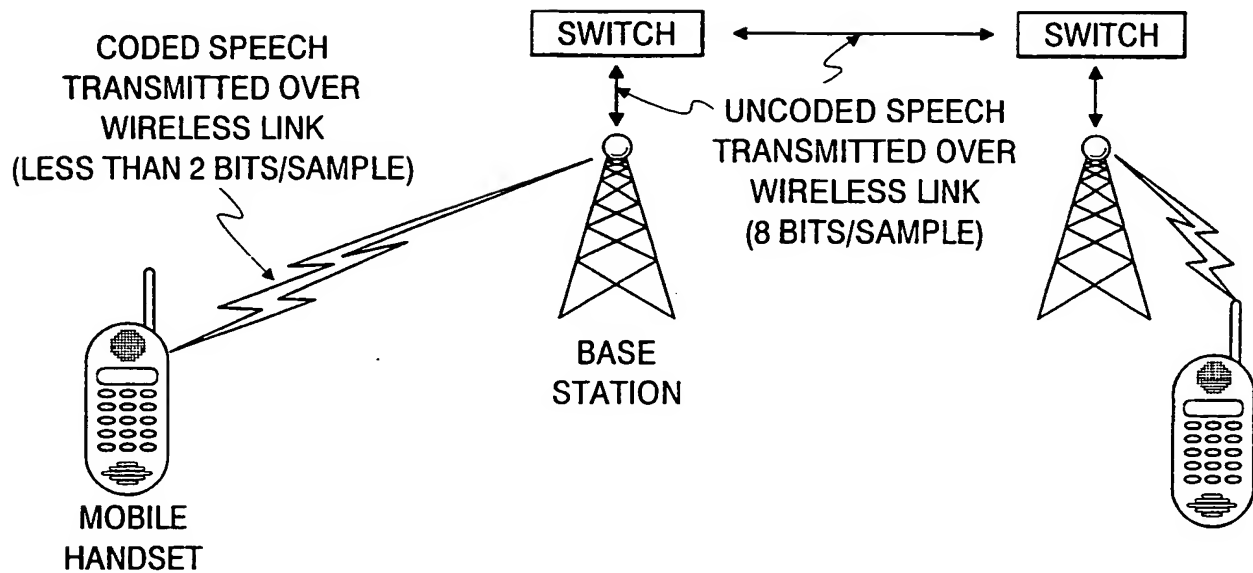 CODED SPEECH
TRANSMITTED OVER
WIRELESS LINK
(LESS THAN 2 BITS/SAMPLE)
SWITCH
SWITCH
UNCODED SPEECH
TRANSMITTED OVER
WIRELESS LINK
(8 BITS/SAMPLE)
BASE
STATION
MOBILE
HANDSET